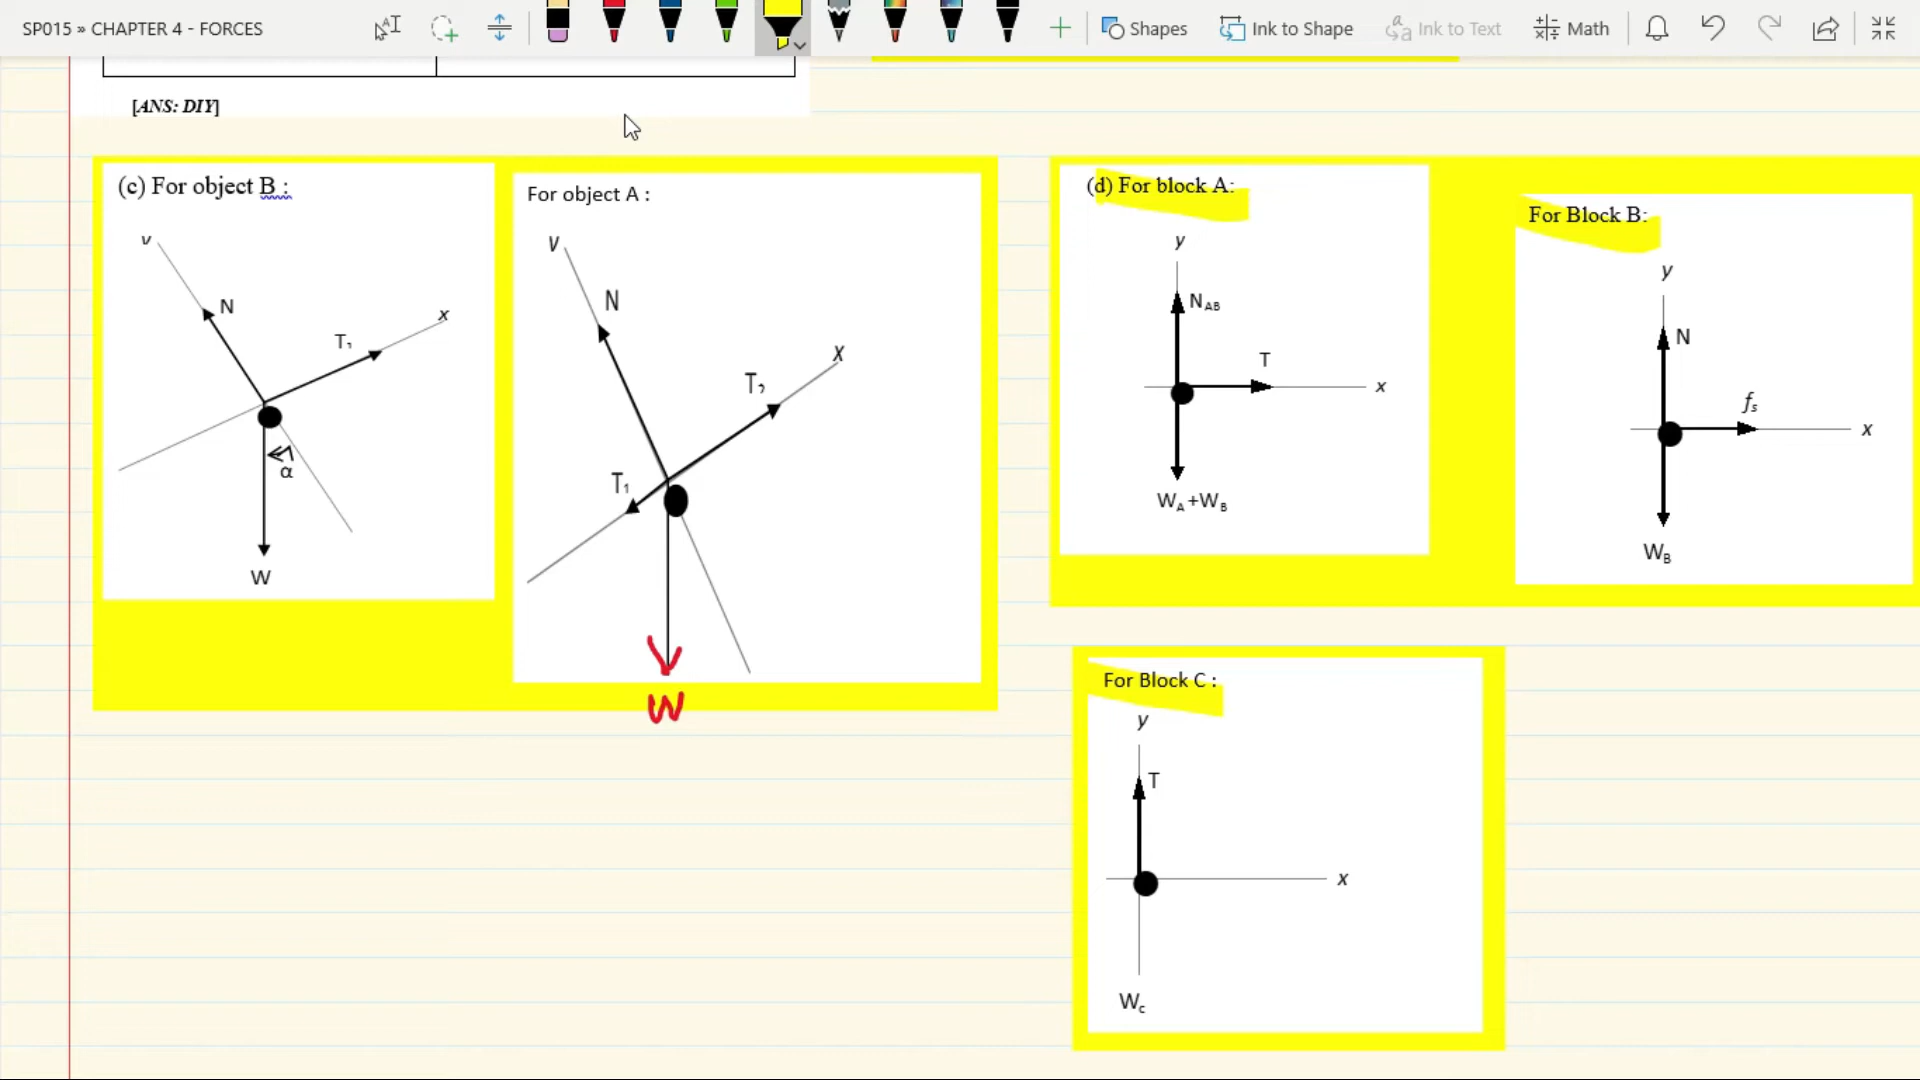 SP015 » CHAPTER 4 - FORCES
Shapes
Ink to Shape
Ink to Text
Math
[ANS: DIY]
(c) For object B :
N
T₁
x
α
W
For object A :
N
X
T₂
T₁
W
(d) For block A:
y
N_AB
T
x
W_A+W_B
For Block B:
y
N
f_s
x
W_B
For Block C :
y
T
x
W_c